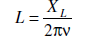 L = X_L / 2πν